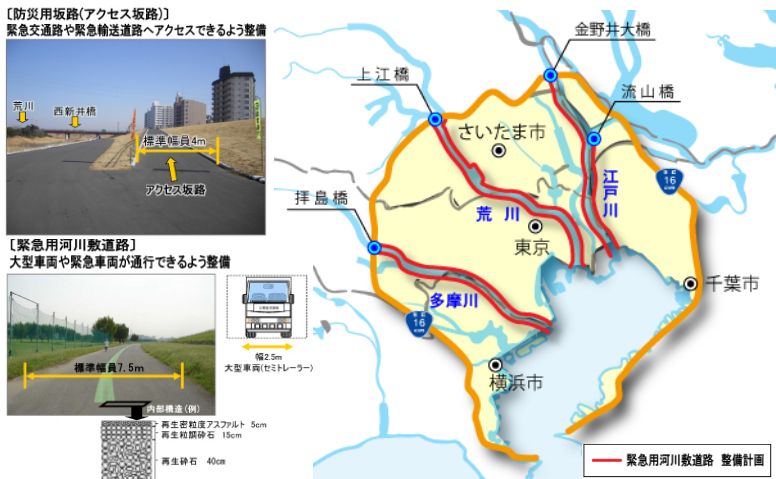 ［防災用坂路(アクセス坂路)］
緊急交通路や緊急輸送道路へアクセスできるよう整備
荒川
西新井橋
標準幅員4m
アクセス坂路
［緊急用河川敷道路］
大型車両や緊急車両が通行できるよう整備
標準幅員7.5m
幅2.5m
大型車両(セミトレーラー)
内部構造(例)
再生密粒度アスファルト 5cm
再生粒調砕石 15cm
再生砕石 40cm
金野井大橋
上江橋
流山橋
さいたま市
拝島橋
荒 川
江戸川
東京
千葉市
多摩川
横浜市
16
16
緊急用河川敷道路 整備計画